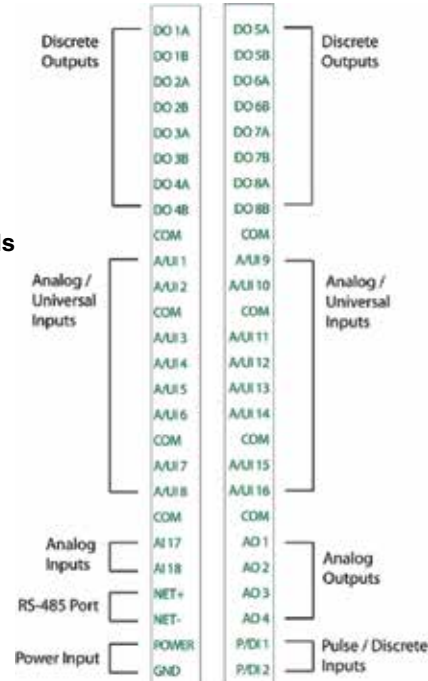 Discrete
Outputs
ls
Analog /
Universal
Inputs
Analog
Inputs
RS-485 Port
Power Input
DO 1A
DO 1B
DO 2A
DO 2B
DO 3A
DO 3B
DO 4A
DO 4B
COM
A/UI 1
A/UI 2
COM
A/UI 3
A/UI 4
A/UI 5
A/UI 6
COM
A/UI 7
A/UI 8
COM
AI 17
AI 18
NET+
NET-
POWER
GND
DO 5A
DO 5B
DO 6A
DO 6B
DO 7A
DO 7B
DO 8A
DO 8B
COM
A/UI 9
A/UI 10
COM
A/UI 11
A/UI 12
A/UI 13
A/UI 14
COM
A/UI 15
A/UI 16
COM
AO 1
AO 2
AO 3
AO 4
P/DI 1
P/DI 2
Discrete
Outputs
Analog /
Universal
Inputs
Analog
Outputs
Pulse / Discrete
Inputs